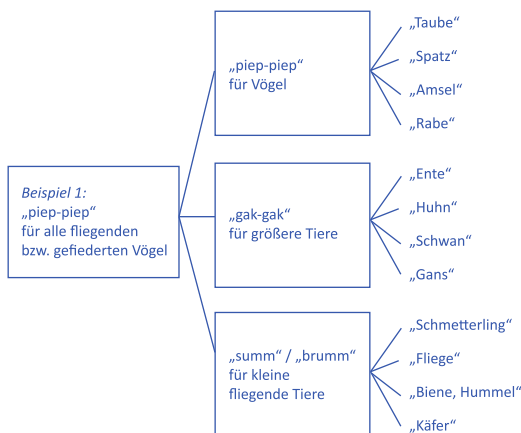 Beispiel 1:
„piep-piep“
für alle fliegenden
bzw. gefiederten Vögel
„piep-piep“
für Vögel
„Taube“
„Spatz“
„Amsel“
„Rabe“
„gak-gak“
für größere Tiere
„Ente“
„Huhn“
„Schwan“
„Gans“
„summ“ / „brumm“
für kleine
fliegende Tiere
„Schmetterling“
„Fliege“
„Biene, Hummel“
„Käfer“